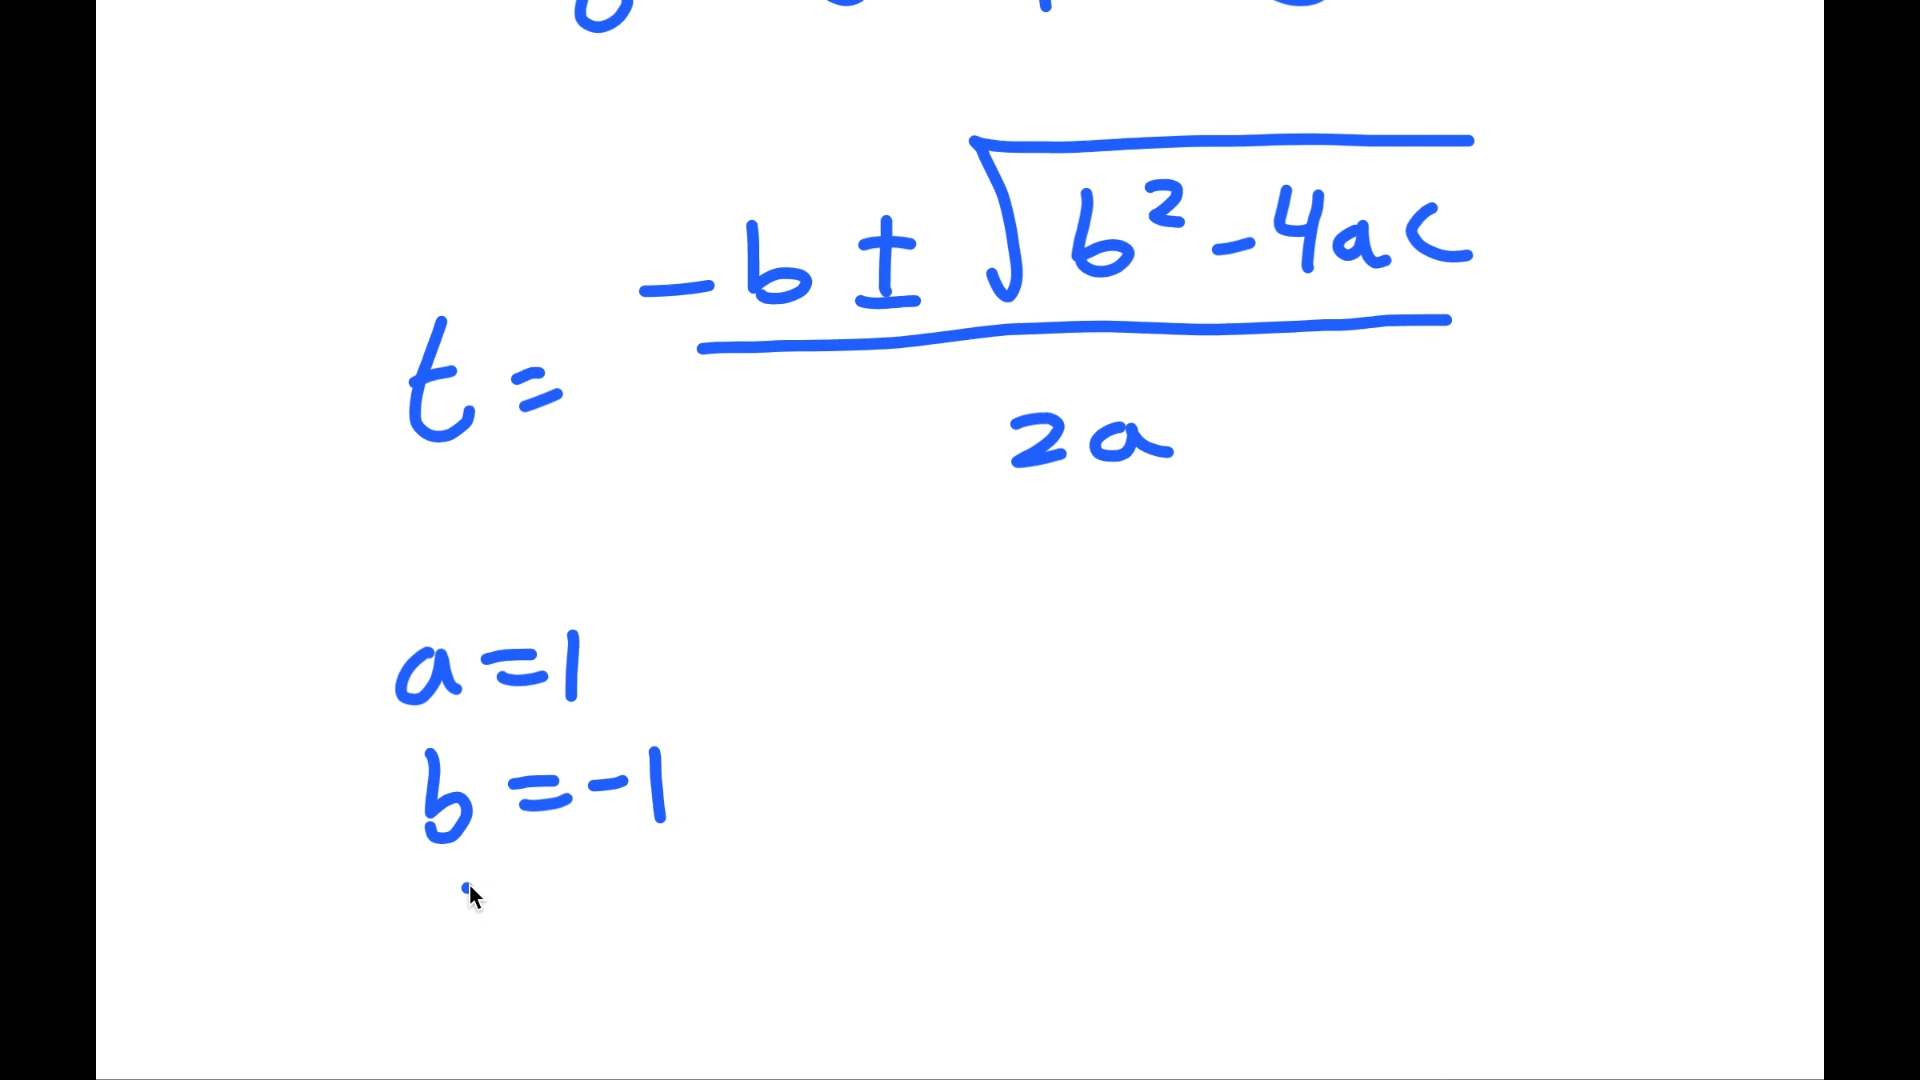 t = (-b ± √(b² - 4ac)) / 2a
a = 1
b = -1